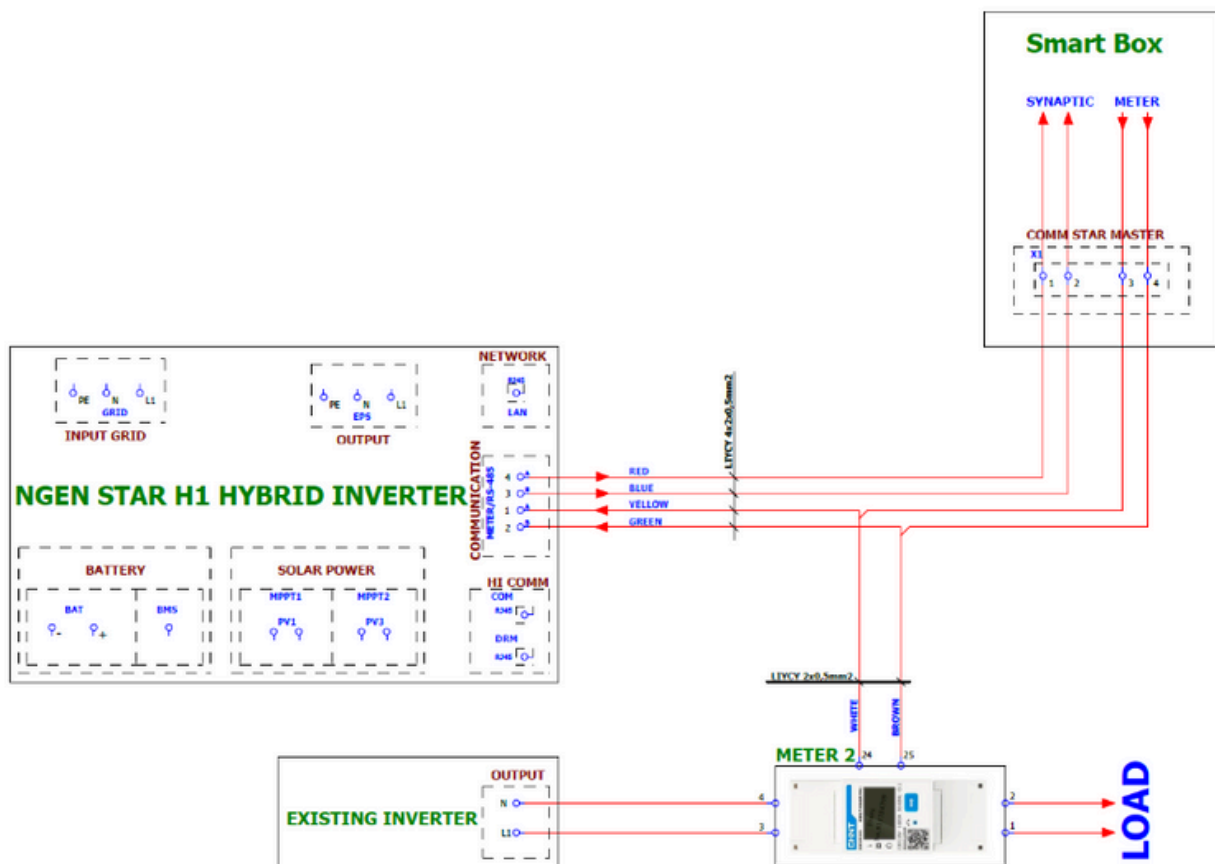 Smart Box
SYNAPTIC METER
COMM STAR MASTER
X1
1 2 3 4
NETWORK
RJ45
LAN
PE N L1
GRID
INPUT GRID
PE N L1
EPS
OUTPUT
NGEN STAR H1 HYBRID INVERTER
COMMUNICATION
METER/RS-485
4 A
3 B
1 A
2 B
RED
BLUE
YELLOW
GREEN
LIYCY 4x2x0,5mm2
BATTERY
BAT
- +
BMS
SOLAR POWER
MPPT1 MPPT2
PV1 PV3
HI COMM
COM
RJ45
DRM
RJ45
LIYCY 2x0,5mm2
WHITE
BROWN
METER 2
24 25
OUTPUT
N
L1
EXISTING INVERTER
4
3
CHNT
2
1
LOAD